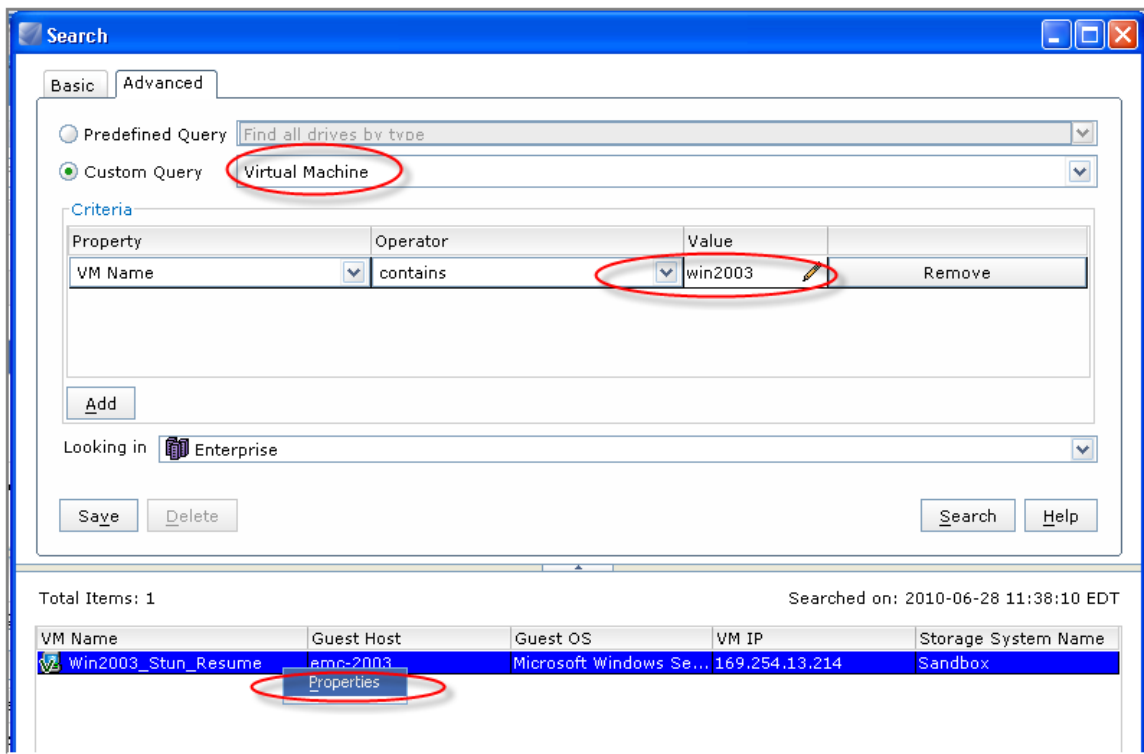 Search
Basic Advanced
Predefined Query Find all drives by type
Custom Query Virtual Machine
Criteria
Property Operator Value
VM Name contains win2003 Remove
Add
Looking in Enterprise
Save Delete Search Help
Total Items: 1 Searched on: 2010-06-28 11:38:10 EDT
VM Name Guest Host Guest OS VM IP Storage System Name
Win2003_Stun_Resume emc-2003 Microsoft Windows Se... 169.254.13.214 Sandbox
Properties